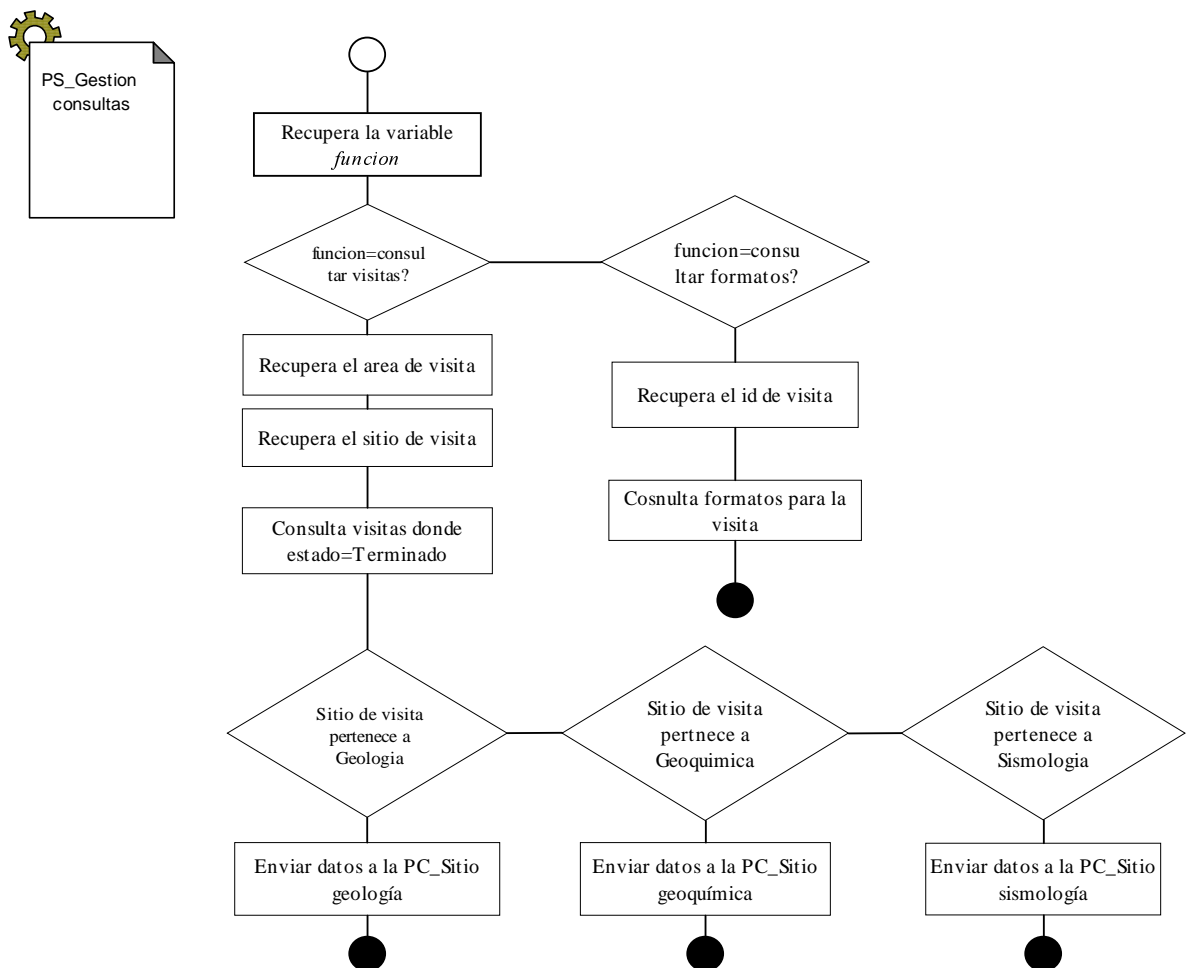 PS_Gestion
consultas
Recupera la variable
funcion
funcion=consul
tar visitas?
funcion=consu
ltar formatos?
Recupera el area de visita
Recupera el id de visita
Recupera el sitio de visita
Cosnulta formatos para la
visita
Consulta visitas donde
estado=Terminado
Sitio de visita
pertenece a
Geologia
Sitio de visita
pertnece a
Geoquimica
Sitio de visita
pertenece a
Sismologia
Enviar datos a la PC_Sitio
geología
Enviar datos a la PC_Sitio
geoquímica
Enviar datos a la PC_Sitio
sismología